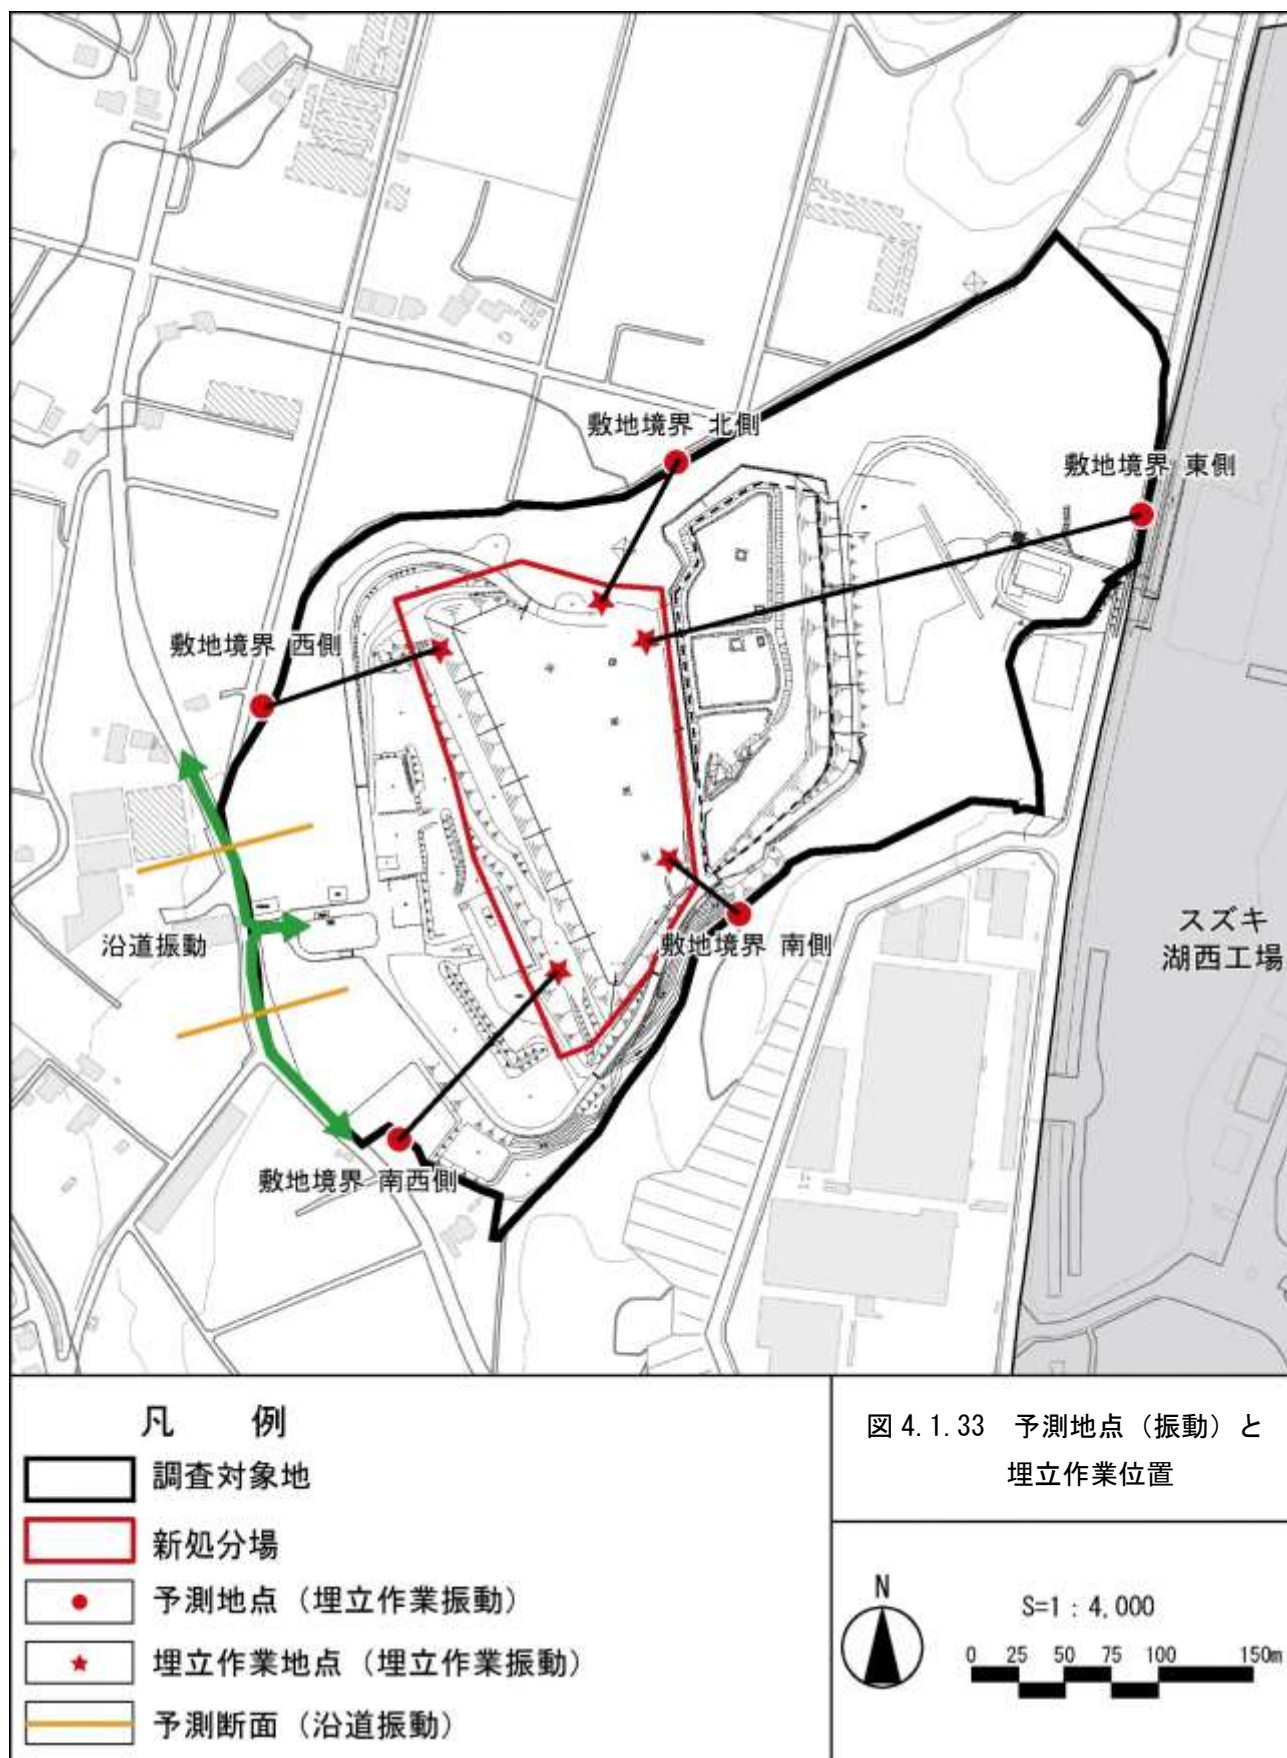 敷地境界 北側
敷地境界 東側
敷地境界 西側
沿道振動
敷地境界 南側
スズキ
湖西工場
敷地境界 南西側
凡 例
調査対象地
新処分場
予測地点（埋立作業振動）
埋立作業地点（埋立作業振動）
予測断面（沿道振動）
図 4.1.33 予測地点（振動）と
埋立作業位置
N
S=1 : 4,000
0 25 50 75 100 150m